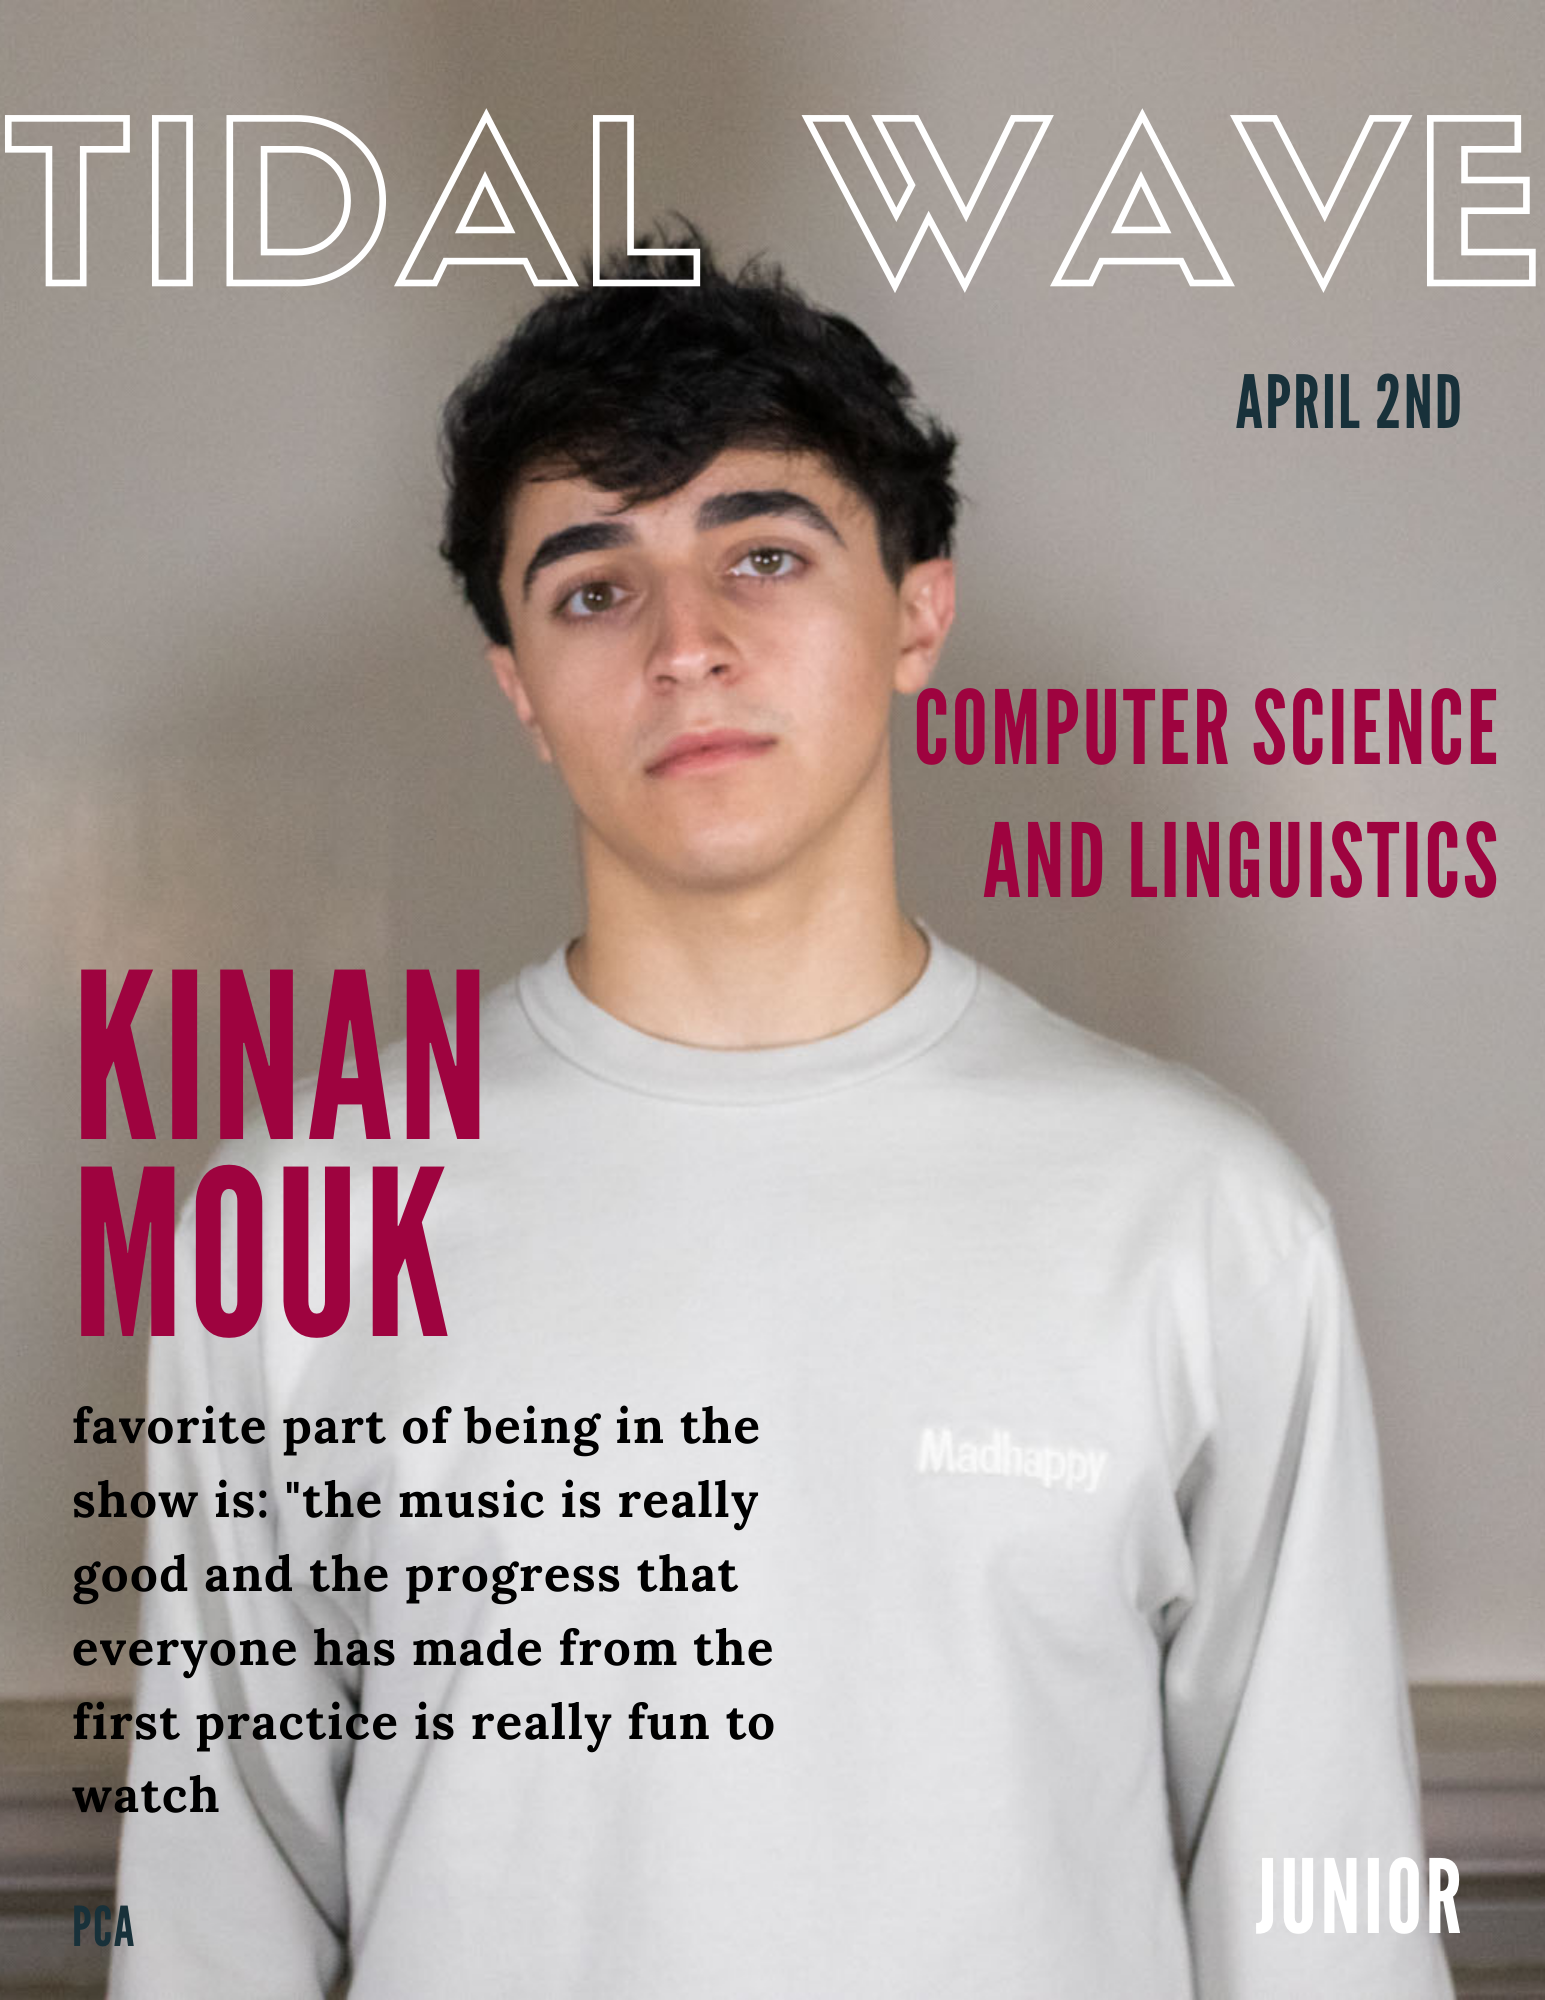 TIDAL WAVE
APRIL 2ND
COMPUTER SCIENCE
AND LINGUISTICS
KINAN
MOUK
favorite part of being in the
show is: "the music is really
good and the progress that
everyone has made from the
first practice is really fun to
watch
Madhappy
JUNIOR
PCA